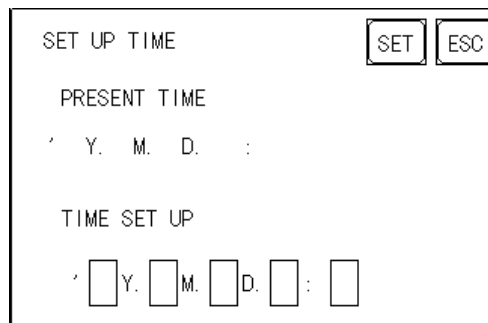 SET UP TIME SET ESC
PRESENT TIME
′ Y. M. D. :
TIME SET UP
′ Y. M. D. :